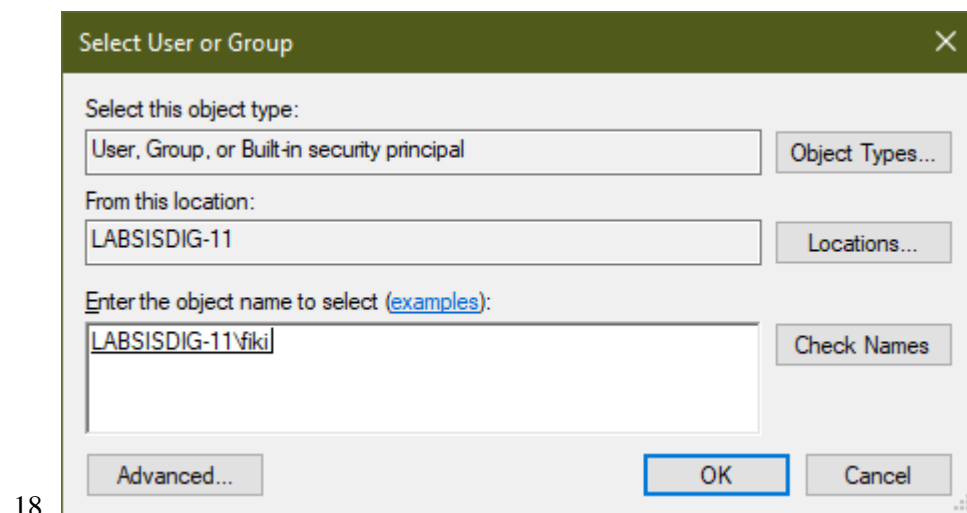 Select User or Group
Select this object type:
User, Group, or Built-in security principal
Object Types...
From this location:
LABSISDIG-11
Locations...
Enter the object name to select (examples):
LABSISDIG-11\fiki
Check Names
Advanced...
OK
Cancel
18